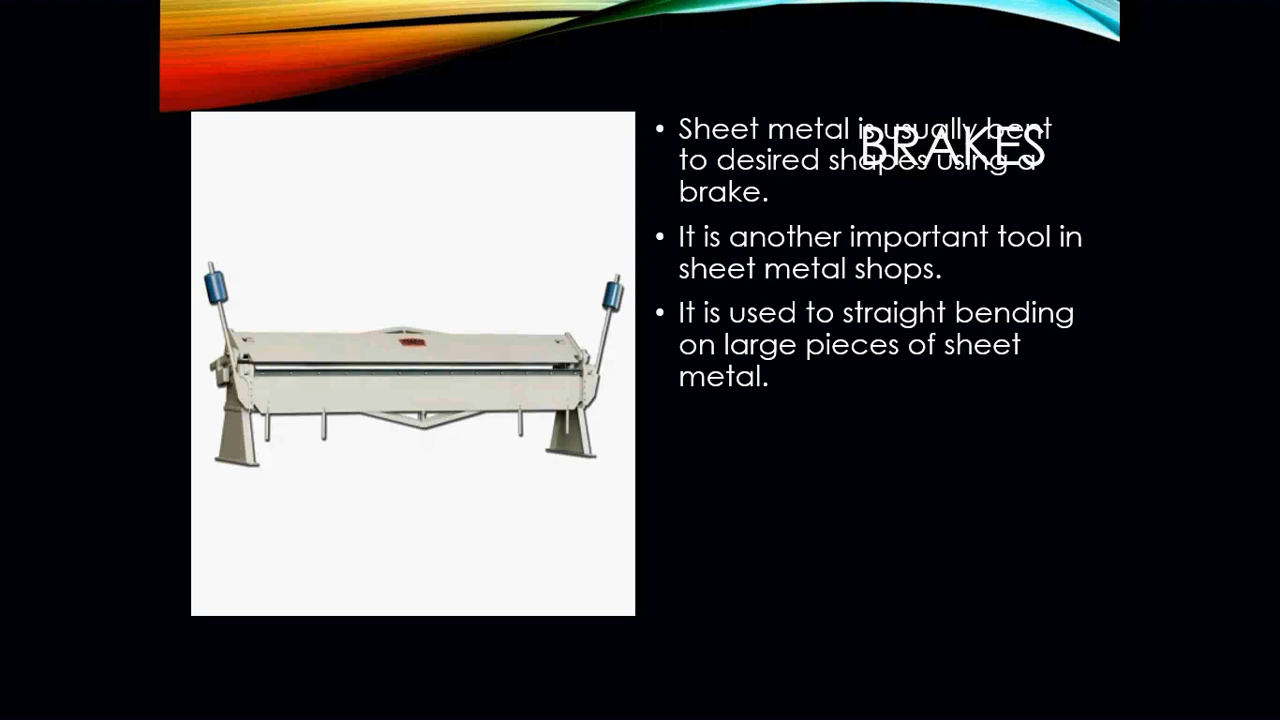 BRAKES
• Sheet metal is usually bent
to desired shapes using a
brake.
• It is another important tool in
sheet metal shops.
• It is used to straight bending
on large pieces of sheet
metal.